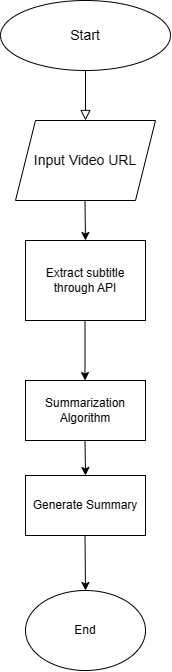 Start
Input Video URL
Extract subtitle
through API
Summarization
Algorithm
Generate Summary
End